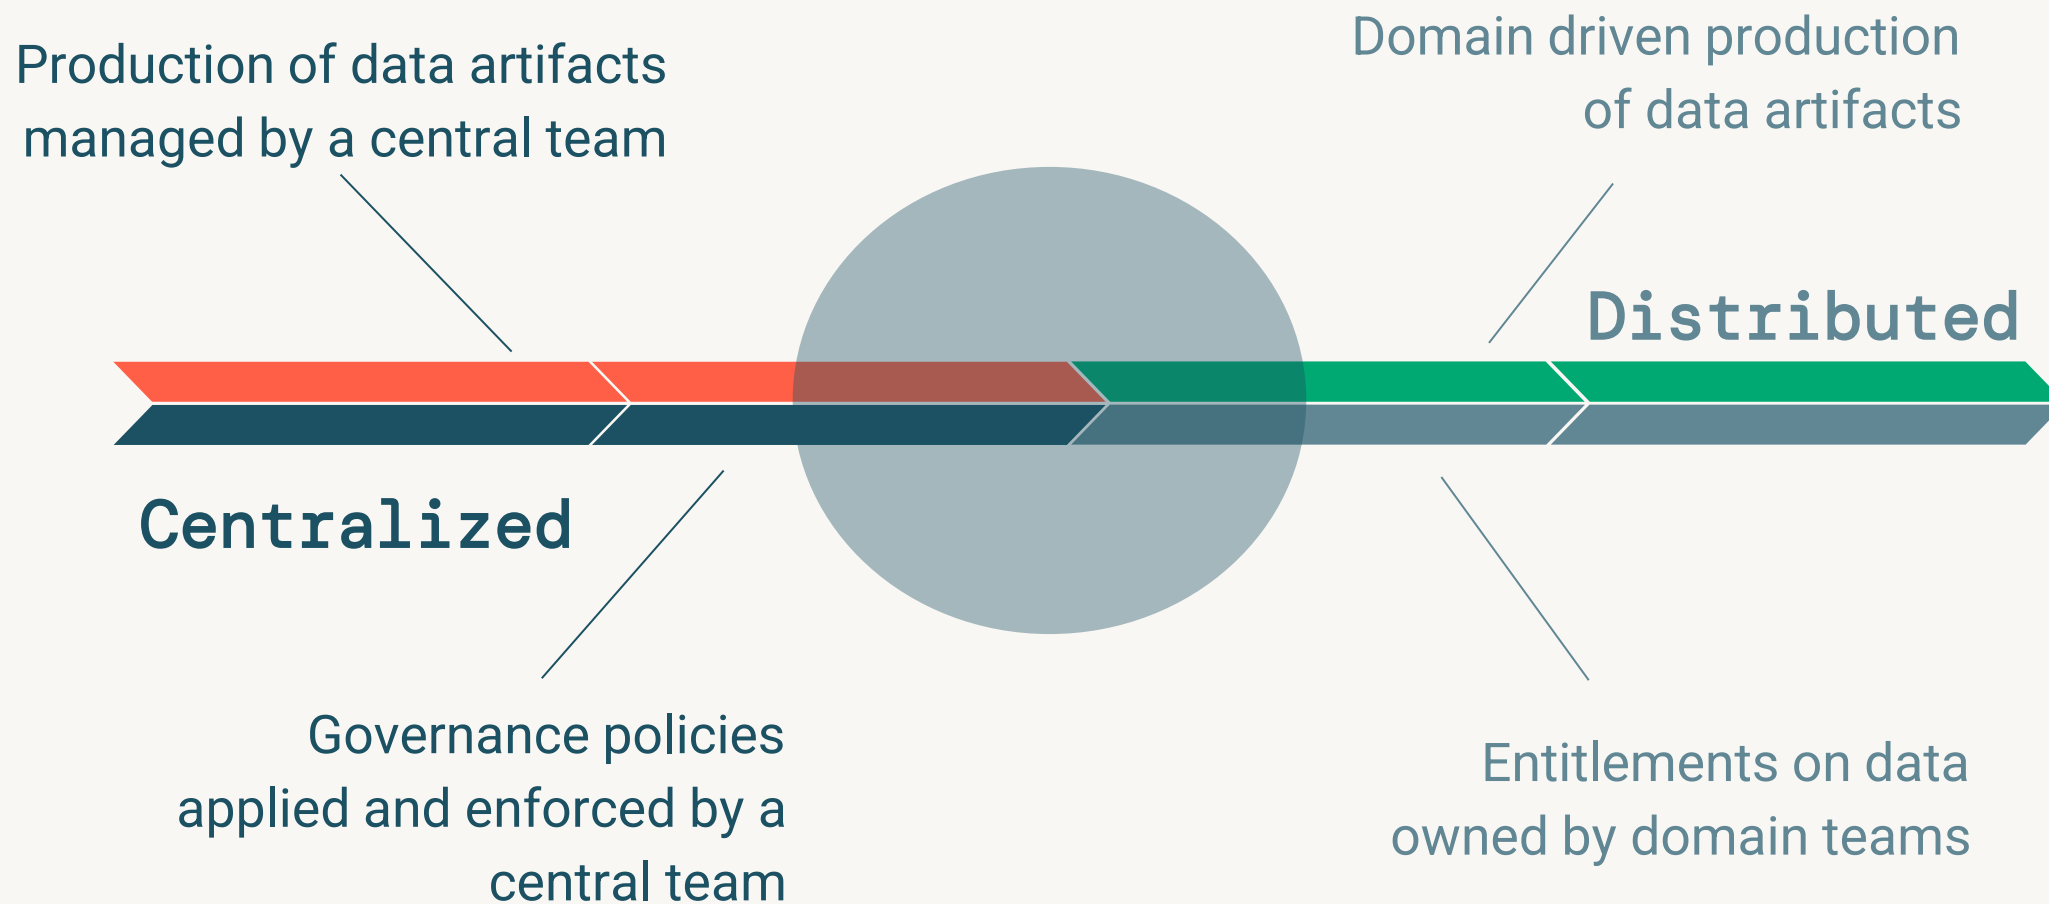 Production of data artifacts
managed by a central team
Domain driven production
of data artifacts
Distributed
Centralized
Governance policies
applied and enforced by a
central team
Entitlements on data
owned by domain teams